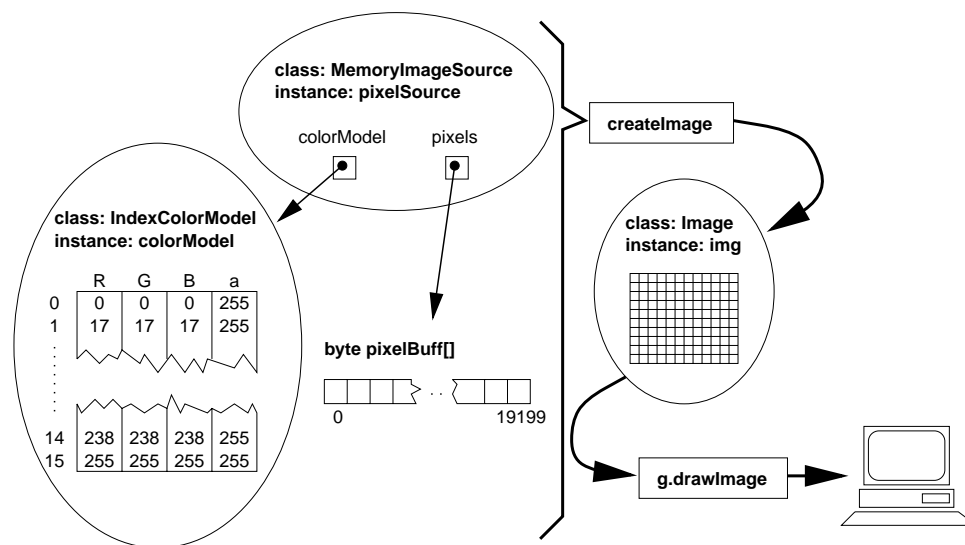 class: MemoryImageSource
instance: pixelSource
colorModel pixels
createImage
class: IndexColorModel
instance: colorModel
R G B a
0 0 0 0 255
1 17 17 17 255
14 238 238 238 255
15 255 255 255 255
byte pixelBuff[]
0 19199
class: Image
instance: img
g.drawImage